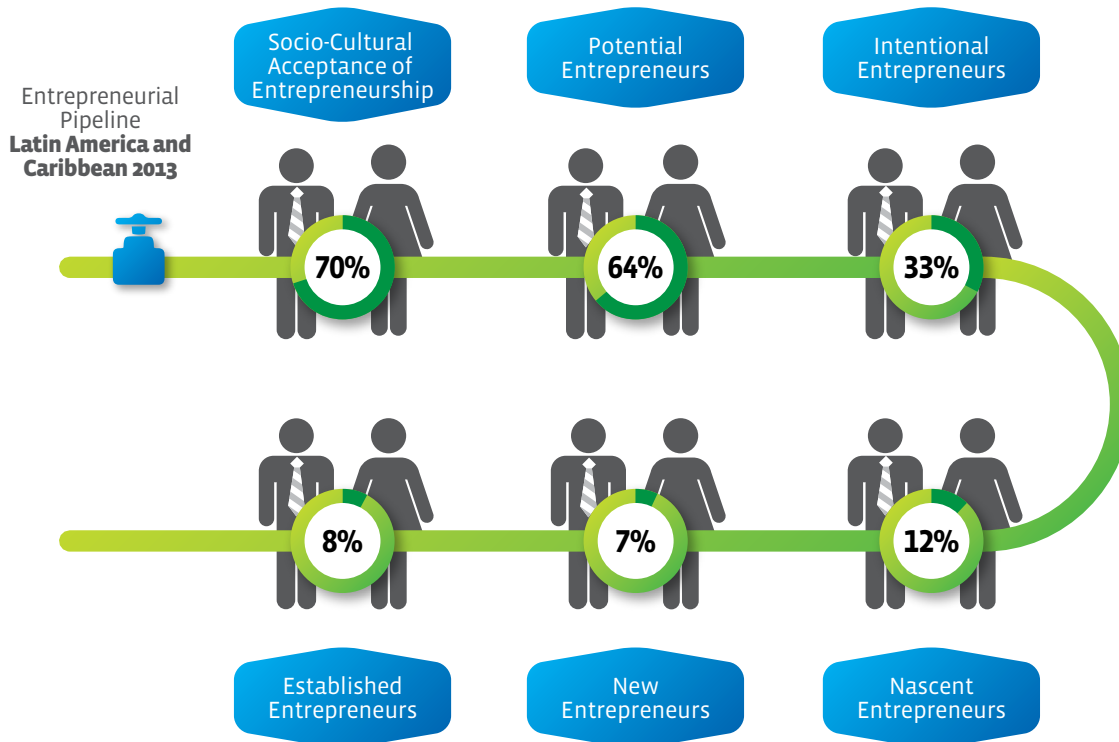 Entrepreneurial
Pipeline
Latin America and
Caribbean 2013
Socio-Cultural
Acceptance of
Entrepreneurship
Potential
Entrepreneurs
Intentional
Entrepreneurs
70%
64%
33%
8%
7%
12%
Established
Entrepreneurs
New
Entrepreneurs
Nascent
Entrepreneurs